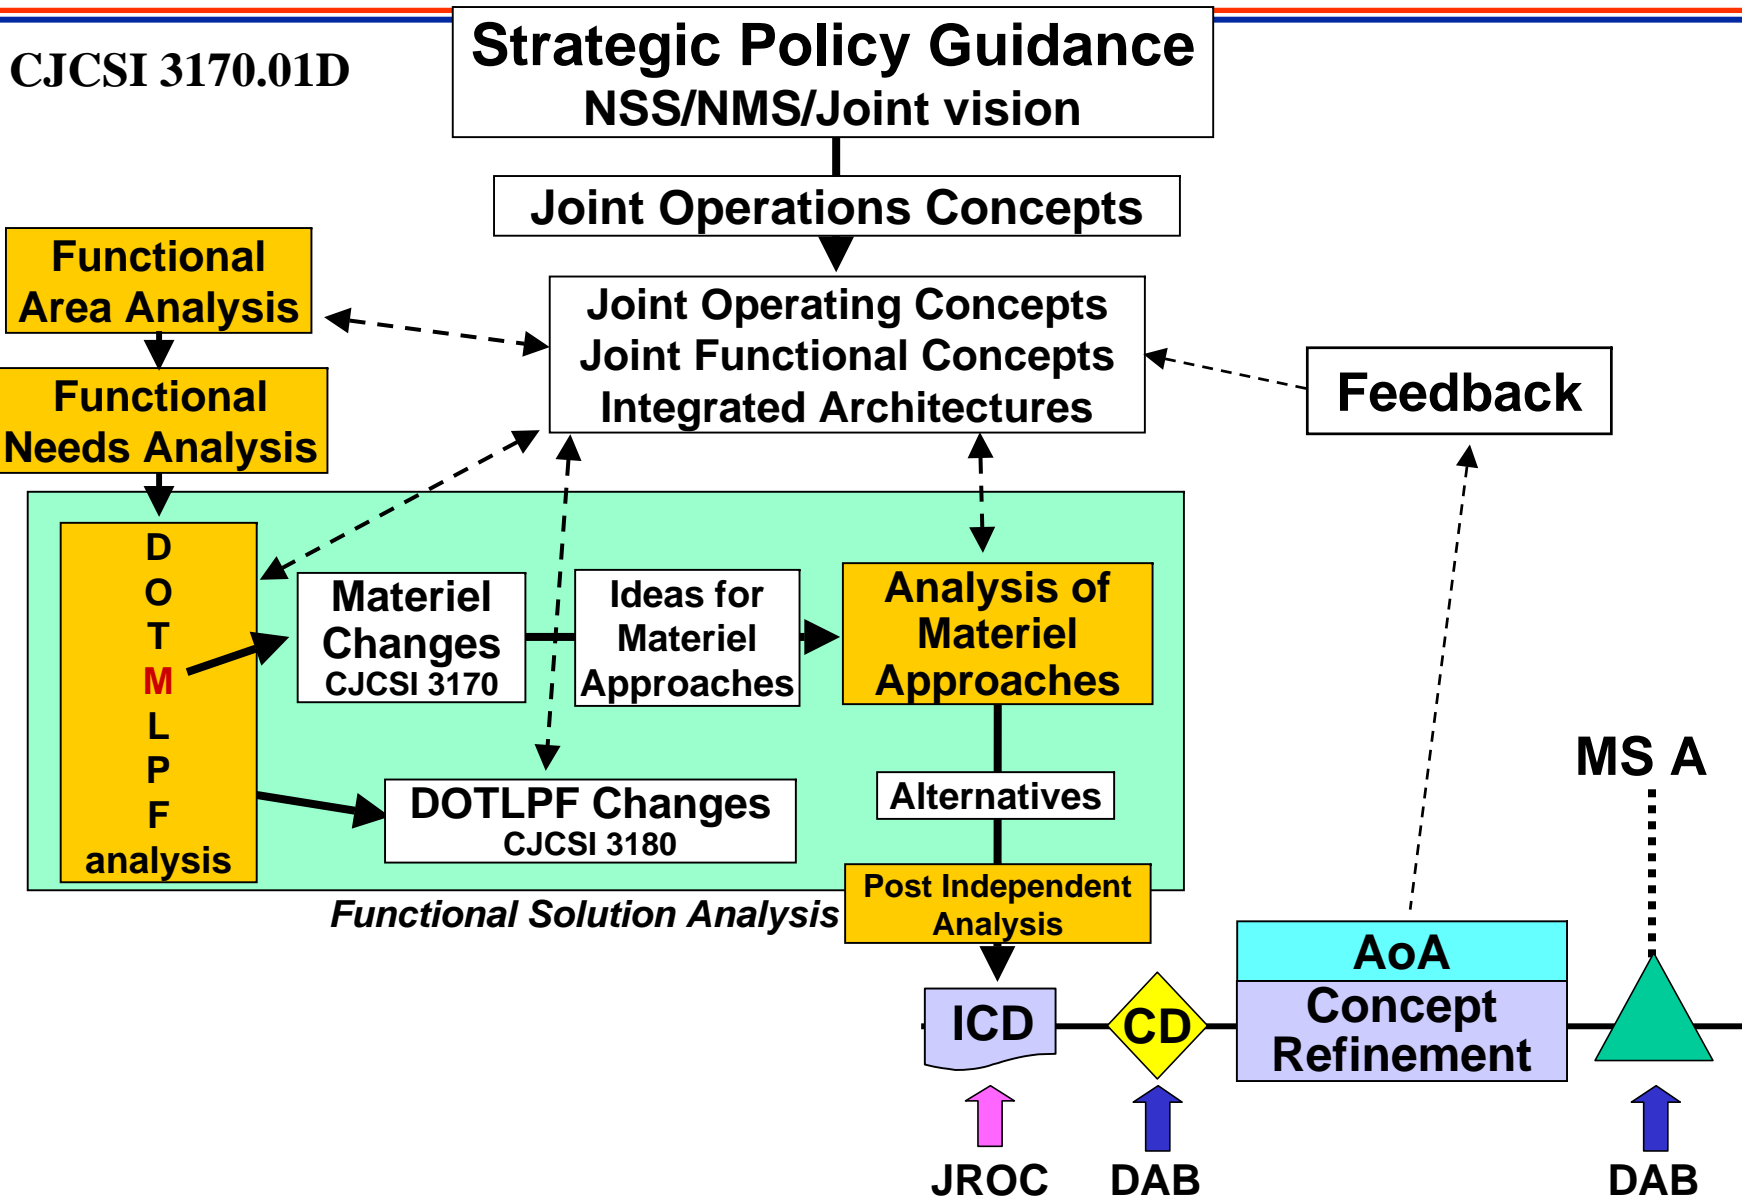 CJCSI 3170.01D
Strategic Policy Guidance
NSS/NMS/Joint vision
Joint Operations Concepts
Functional
Area Analysis
Joint Operating Concepts
Joint Functional Concepts
Integrated Architectures
Feedback
Functional
Needs Analysis
D
O
T
M
L
P
F
analysis
Materiel
Changes
CJCSI 3170
Ideas for
Materiel
Approaches
Analysis of
Materiel
Approaches
DOTLPF Changes
CJCSI 3180
Alternatives
Post Independent
Analysis
Functional Solution Analysis
MS A
ICD
CD
AoA
Concept
Refinement
JROC
DAB
DAB